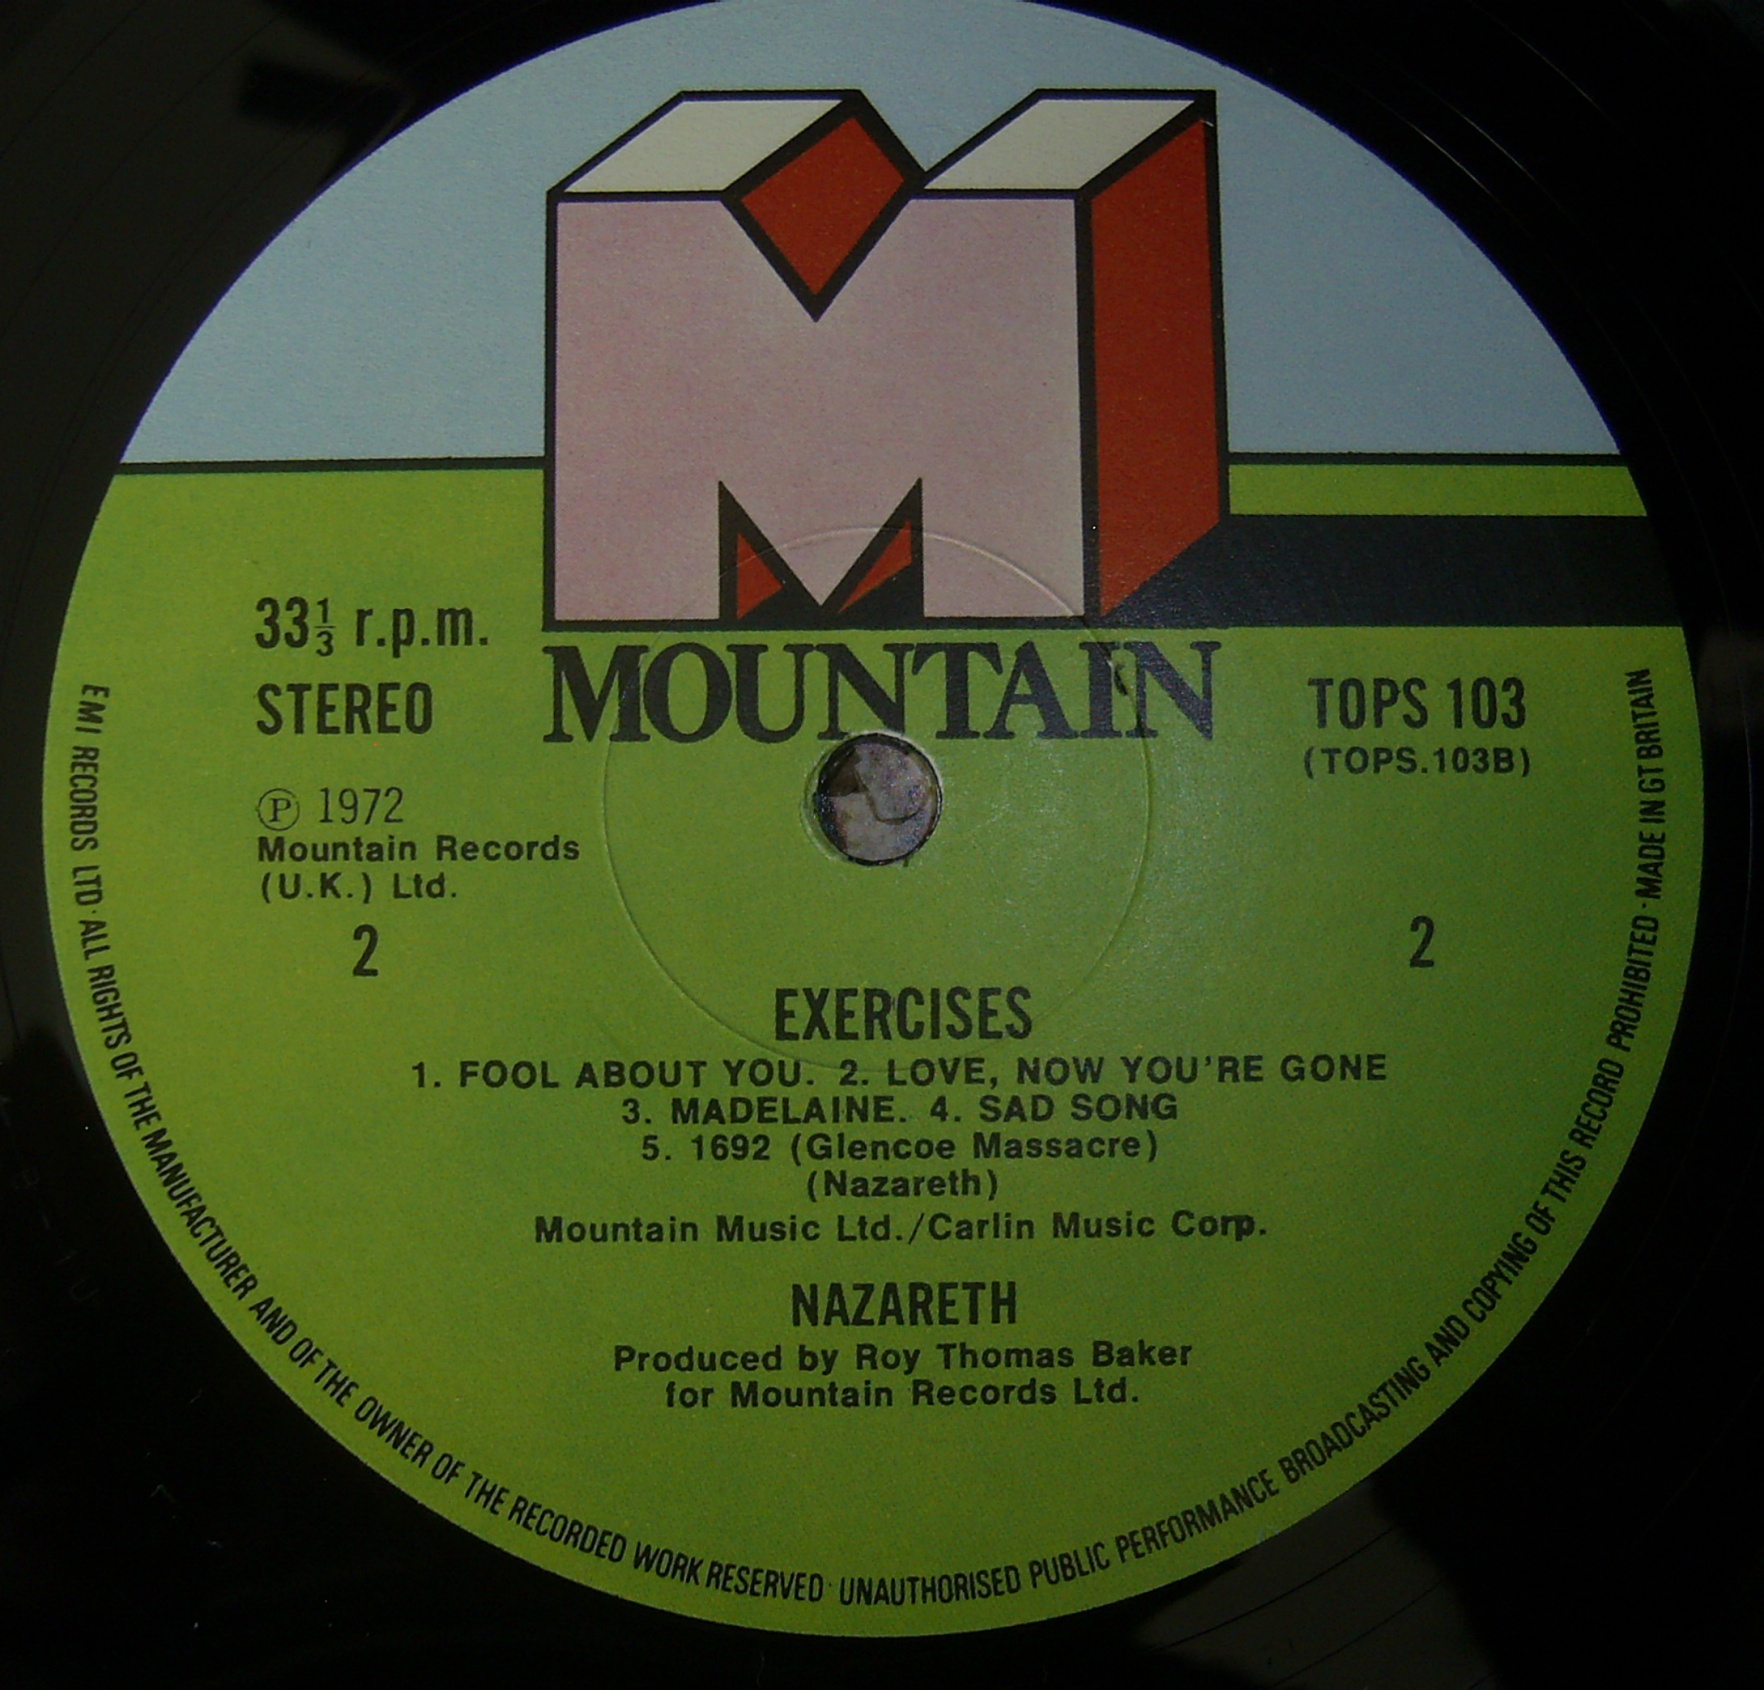 M
MOUNTAIN
33⅓ r.p.m.
STEREO
TOPS 103
(TOPS.103B)
Ⓟ 1972
Mountain Records
(U.K.) Ltd.
2
2
EXERCISES
1. FOOL ABOUT YOU. 2. LOVE, NOW YOU'RE GONE
3. MADELAINE. 4. SAD SONG
5. 1692 (Glencoe Massacre)
(Nazareth)
Mountain Music Ltd./Carlin Music Corp.
NAZARETH
Produced by Roy Thomas Baker
for Mountain Records Ltd.
EMI RECORDS LTD · ALL RIGHTS OF THE MANUFACTURER AND OF THE OWNER OF THE RECORDED WORK RESERVED · UNAUTHORISED PUBLIC PERFORMANCE BROADCASTING AND COPYING OF THIS RECORD PROHIBITED · MADE IN GT BRITAIN